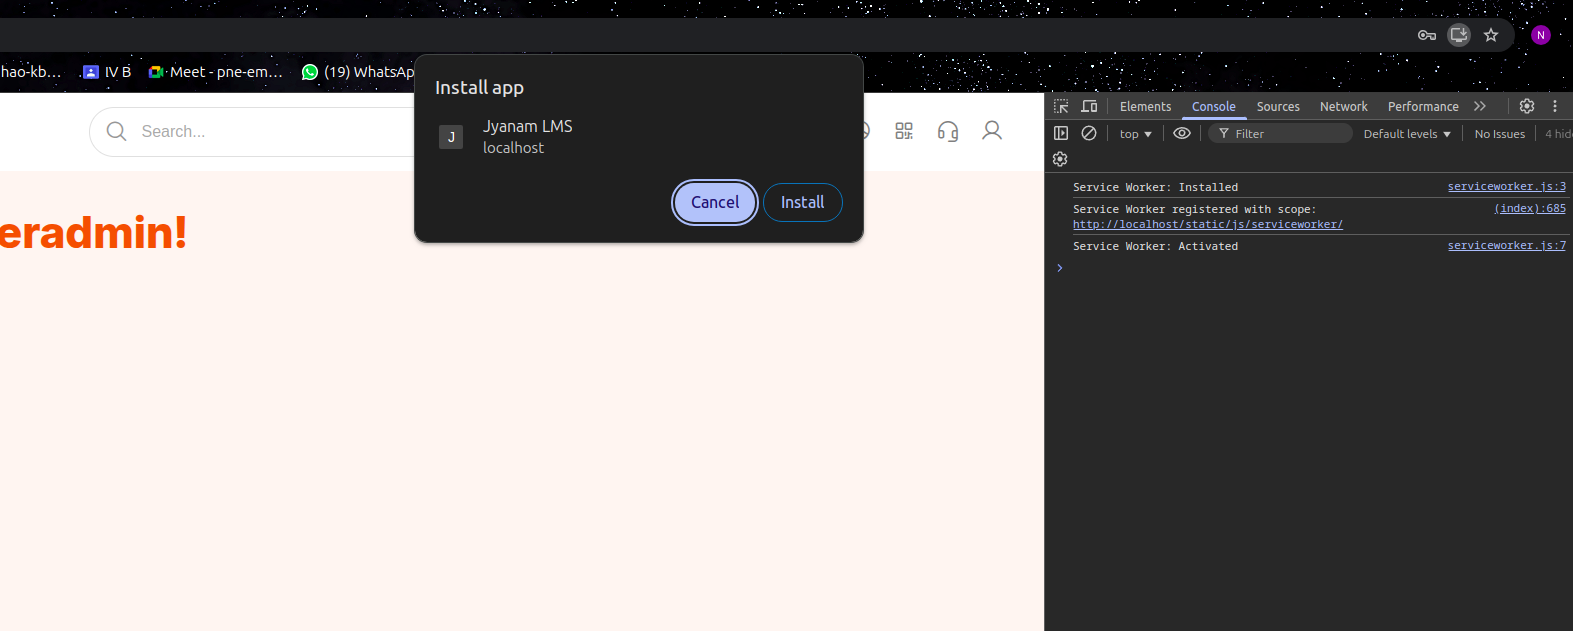 N
hao-kb...
IV B
Meet - pne-em...
(19) WhatsAp
Install app
J
Jyanam LMS
localhost
Cancel
Install
Search...
eradmin!
Elements
Console
Sources
Network
Performance
top
Filter
Default levels
No Issues
4 hid
Service Worker: Installed
serviceworker.js:3
Service Worker registered with scope:
(index):685
http://localhost/static/js/serviceworker/
Service Worker: Activated
serviceworker.js:7